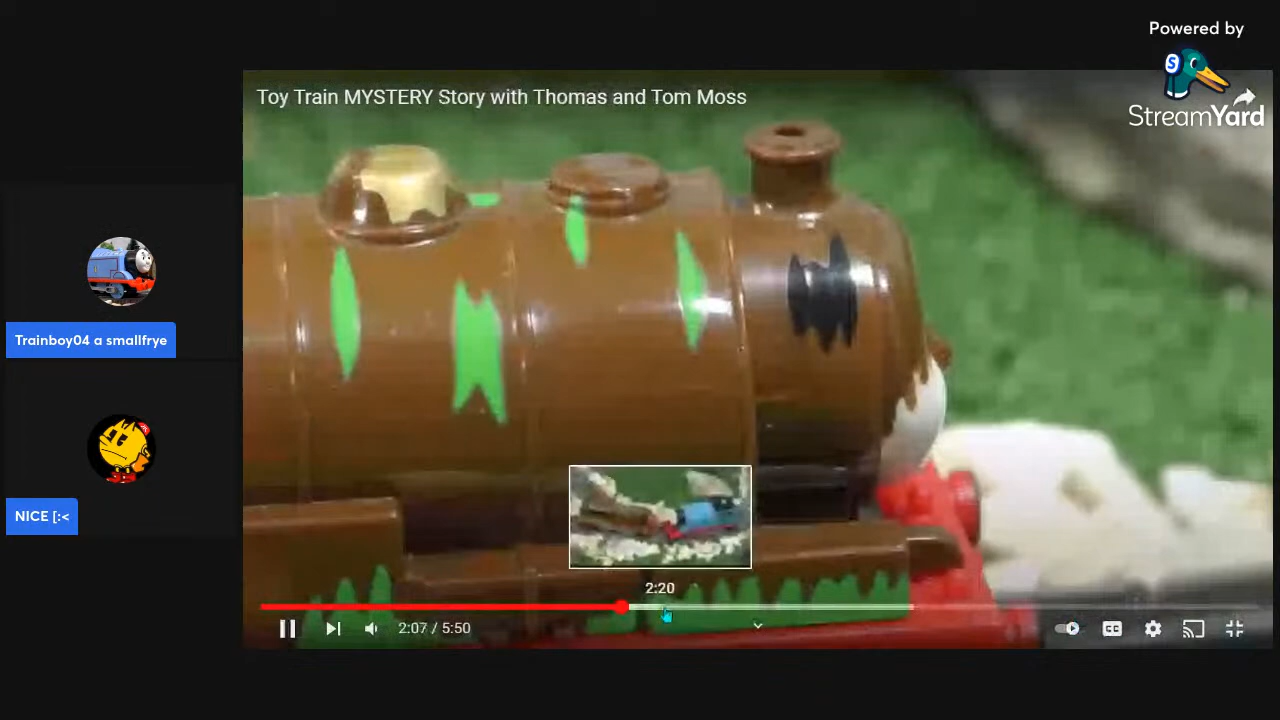 Powered by
S
StreamYard
Toy Train MYSTERY Story with Thomas and Tom Moss
Trainboy04 a smallfrye
NICE [:<
2:20
2:07 / 5:50
CC